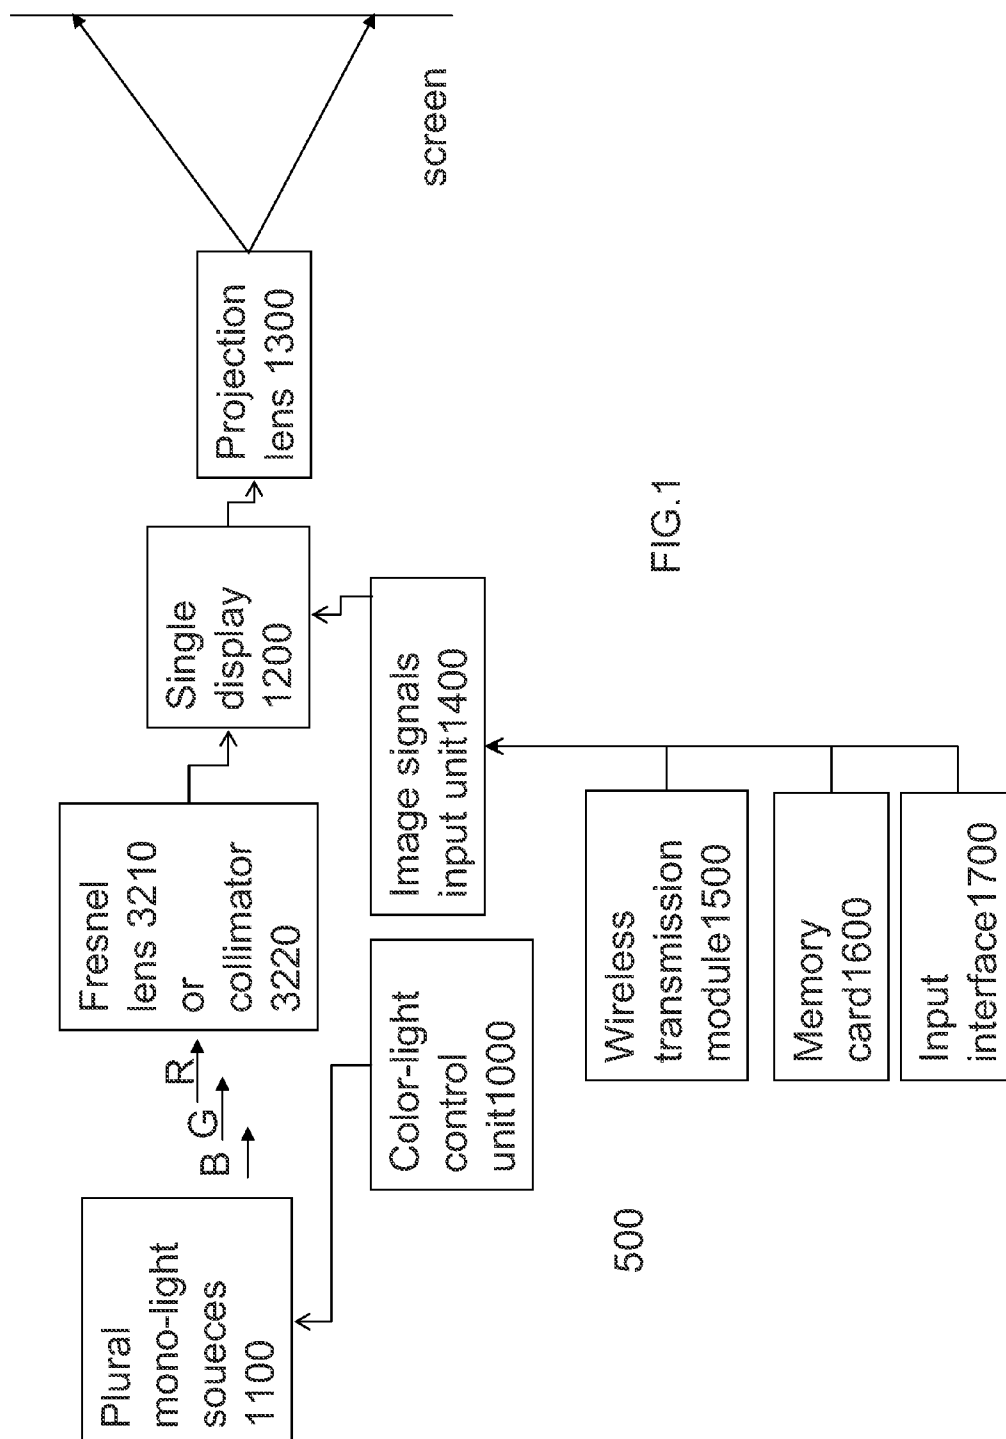 Plural
mono-light
soueces
1100
B
G
R
Fresnel
lens 3210
or
collimator
3220
Single
display
1200
Projection
lens 1300
screen
Color-light
control
unit1000
Image signals
input unit1400
500
Wireless
transmission
module1500
Memory
card1600
Input
interface1700
FIG.1